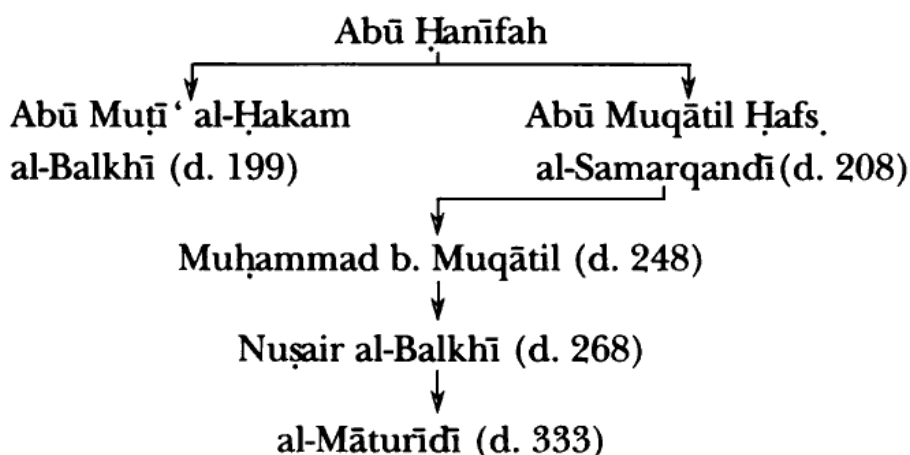 Abū Ḥanīfah
Abū Muṭī‘ al-Ḥakam
al-Balkhī (d. 199)
Abū Muqātil Ḥafṣ
al-Samarqandī (d. 208)
Muḥammad b. Muqātil (d. 248)
Nuṣair al-Balkhī (d. 268)
al-Māturīdī (d. 333)